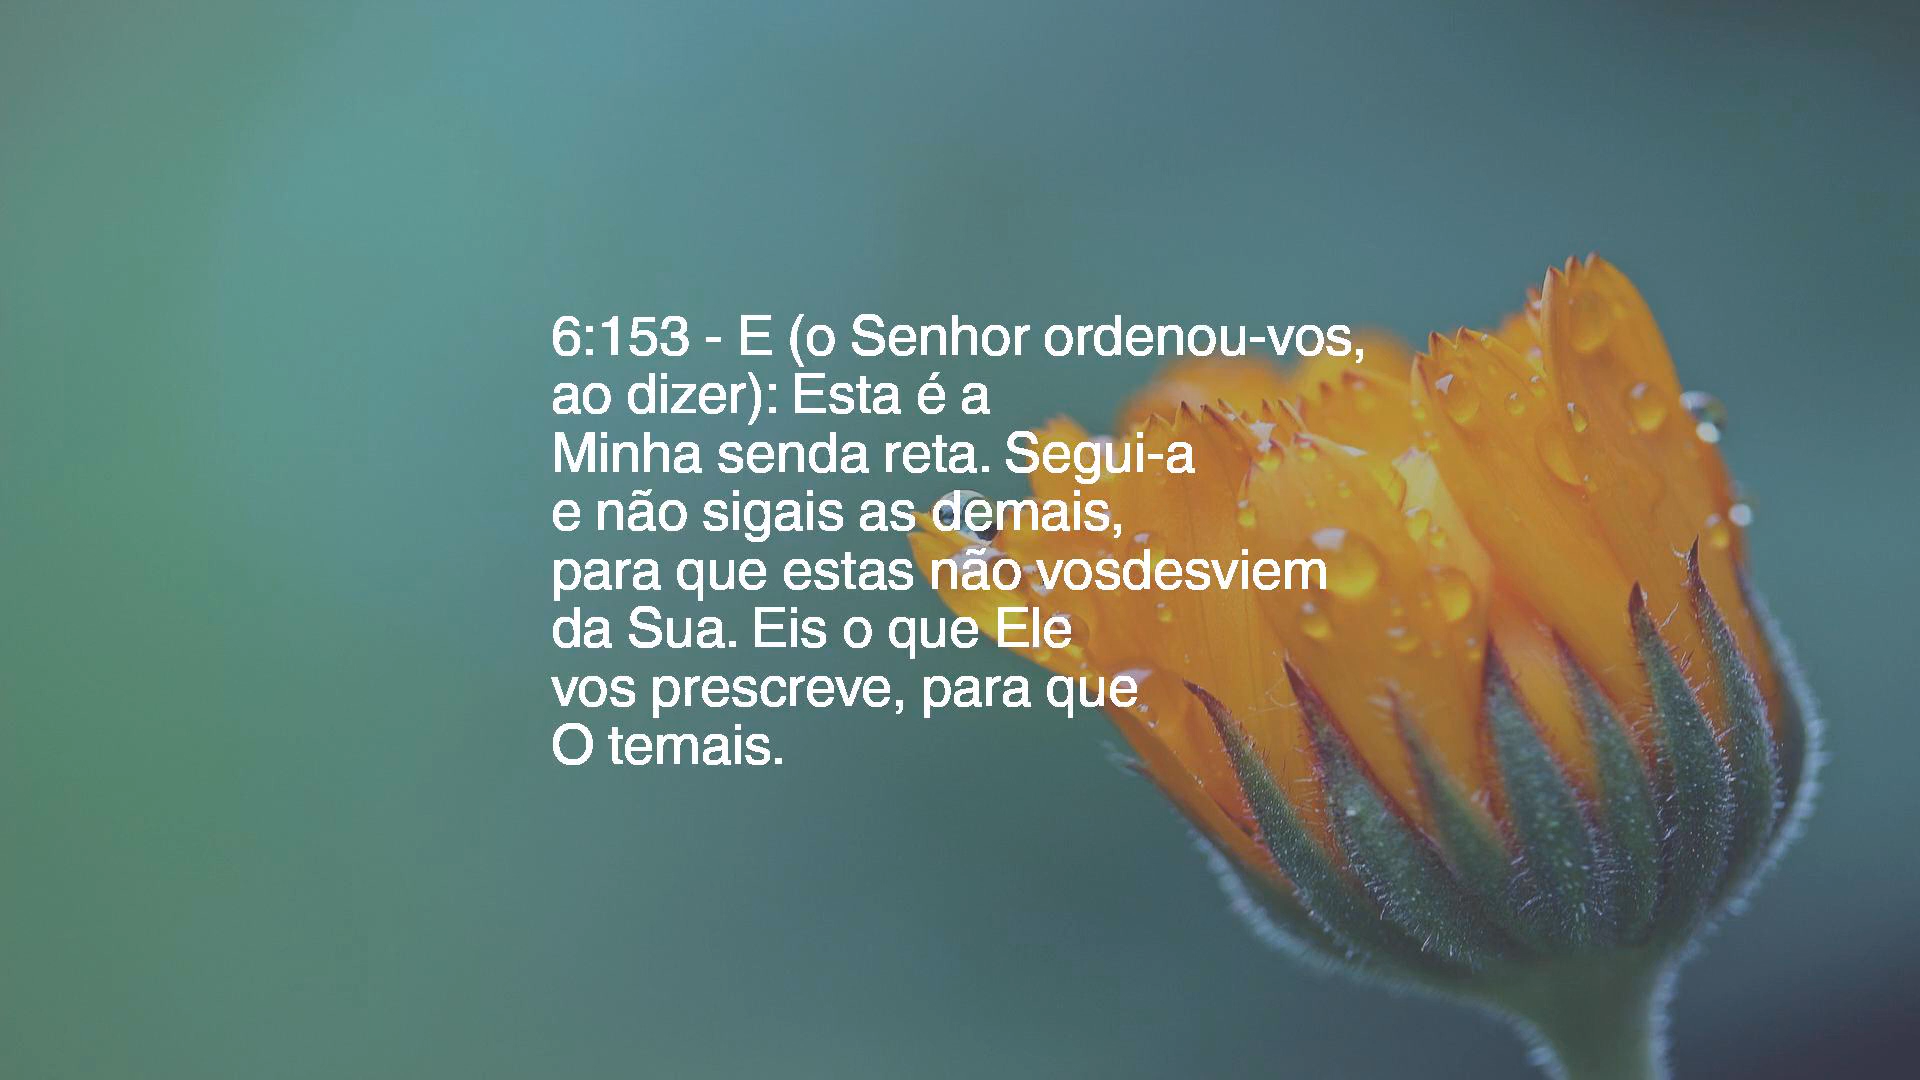 6:153 - E (o Senhor ordenou-vos,
ao dizer): Esta é a
Minha senda reta. Segui-a
e não sigais as demais,
para que estas não vosdesviem
da Sua. Eis o que Ele
vos prescreve, para que
O temais.